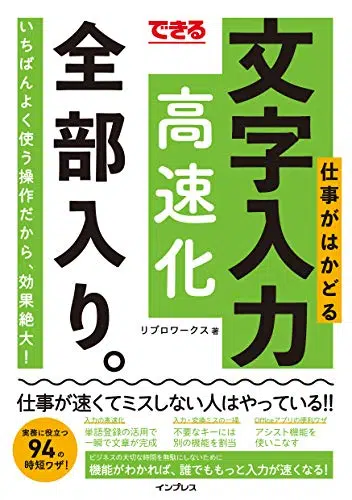 できる
仕事がはかどる
文字入力
高速化
全部入り。
いちばんよく使う操作だから、効果絶大！
リブロワークス 著
仕事が速くてミスしない人はやっている!!
実務に役立つ
94の
時短ワザ！
入力の高速化
単語登録の活用で
一瞬で文章が完成
入力・変換ミスの一掃
不要なキーには
別の機能を割当
Officeアプリの便利ワザ
アシスト機能を
使いこなす
ビジネスの大切な時間を無駄にしないために
機能がわかれば、誰でももっと入力が速くなる！
インプレス